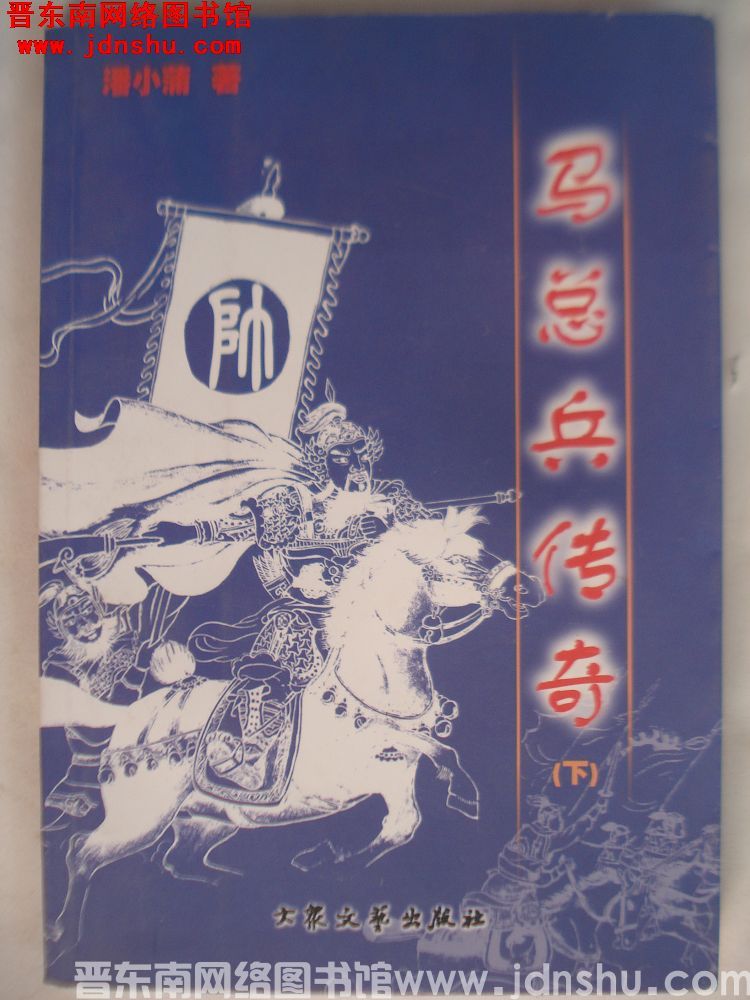 晋东南网络图书馆
www.jdnshu.com
潘小蒲 著
帥
马总兵传奇
(下)
大众文艺出版社
晋东南网络图书馆www.jdnshu.com